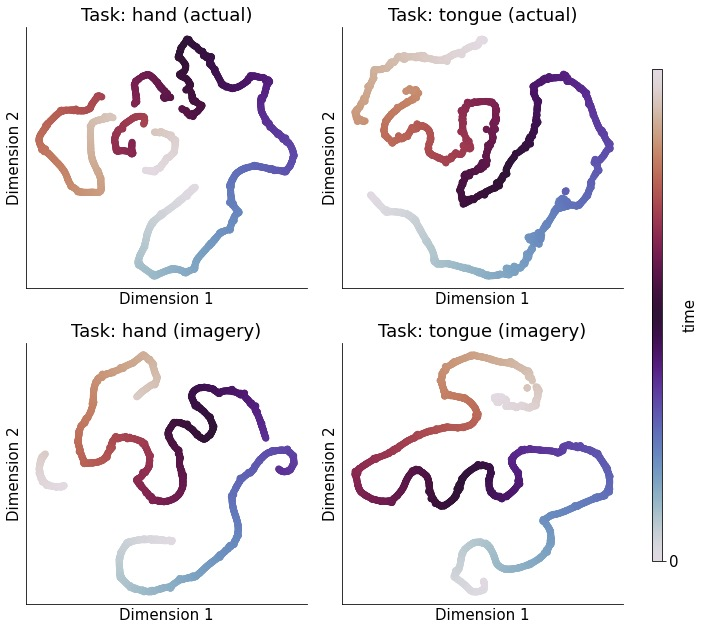 Task: hand (actual)
Dimension 2
Dimension 1
Task: tongue (actual)
Dimension 2
Dimension 1
Task: hand (imagery)
Dimension 2
Dimension 1
Task: tongue (imagery)
Dimension 2
Dimension 1
time
0